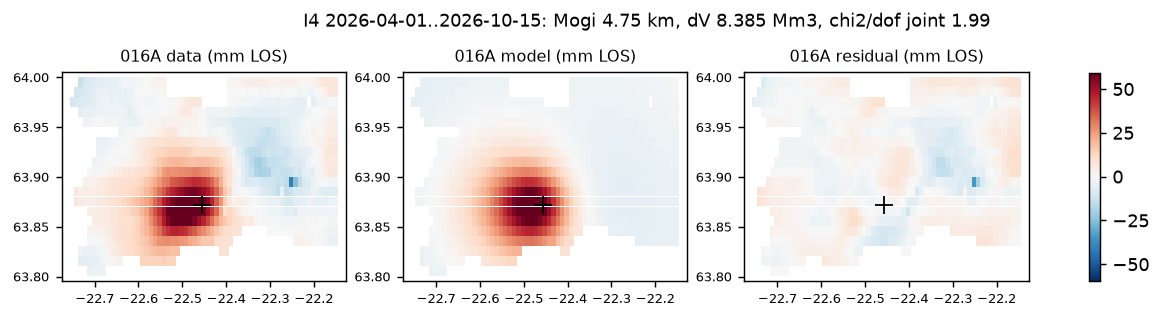 I4 2026-04-01..2026-10-15: Mogi 4.75 km, dV 8.385 Mm3, chi2/dof joint 1.99
016A data (mm LOS)
016A model (mm LOS)
016A residual (mm LOS)
64.00
63.95
63.90
63.85
63.80
−22.7 −22.6 −22.5 −22.4 −22.3 −22.2
64.00
63.95
63.90
63.85
63.80
−22.7 −22.6 −22.5 −22.4 −22.3 −22.2
64.00
63.95
63.90
63.85
63.80
−22.7 −22.6 −22.5 −22.4 −22.3 −22.2
50
25
0
−25
−50